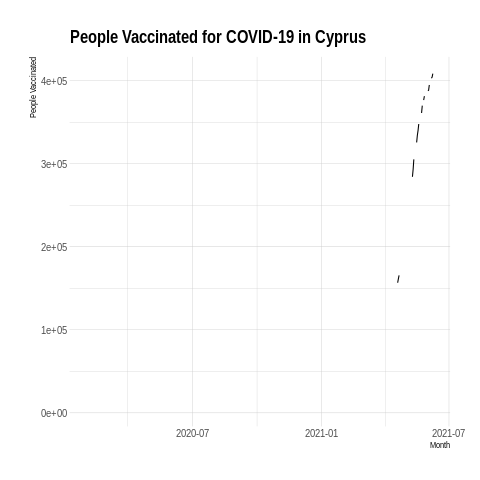 People Vaccinated for COVID-19 in Cyprus
People Vaccinated
4e+05
3e+05
2e+05
1e+05
0e+00
2020-07
2021-01
2021-07
Month